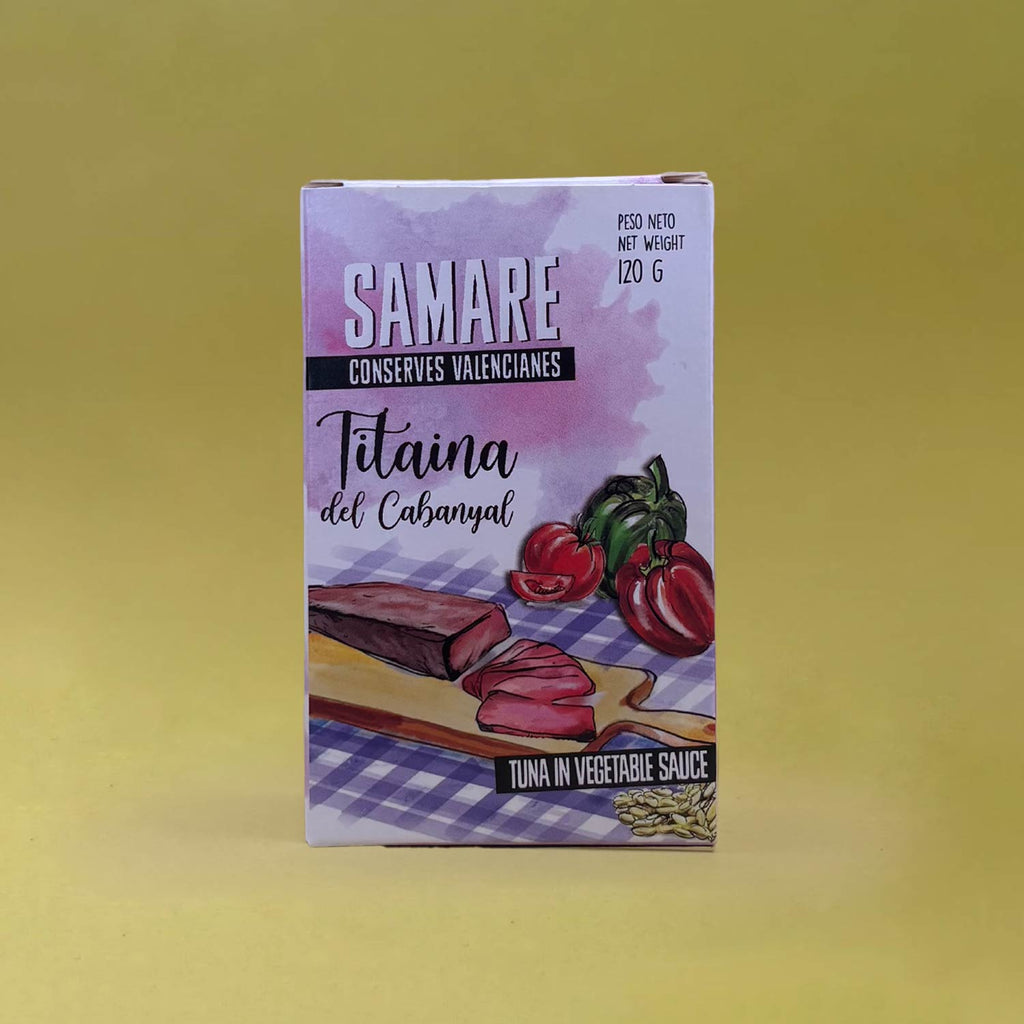 PESO NETO
NET WEIGHT
120 G
SAMARE
CONSERVES VALENCIANES
Titaina
del Cabanyal
TUNA IN VEGETABLE SAUCE